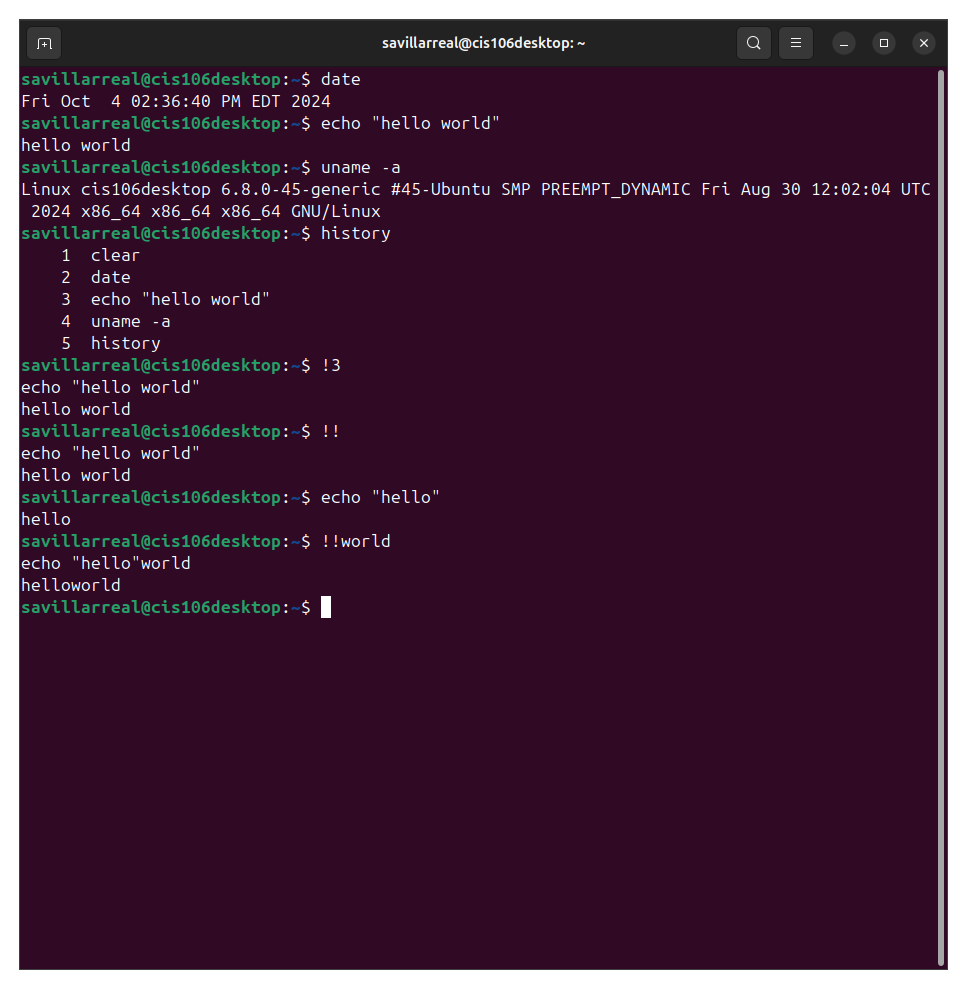 savillarreal@cis106desktop: ~
savillarreal@cis106desktop:~$ date
Fri Oct  4 02:36:40 PM EDT 2024
savillarreal@cis106desktop:~$ echo "hello world"
hello world
savillarreal@cis106desktop:~$ uname -a
Linux cis106desktop 6.8.0-45-generic #45-Ubuntu SMP PREEMPT_DYNAMIC Fri Aug 30 12:02:04 UTC
 2024 x86_64 x86_64 x86_64 GNU/Linux
savillarreal@cis106desktop:~$ history
    1  clear
    2  date
    3  echo "hello world"
    4  uname -a
    5  history
savillarreal@cis106desktop:~$ !3
echo "hello world"
hello world
savillarreal@cis106desktop:~$ !!
echo "hello world"
hello world
savillarreal@cis106desktop:~$ echo "hello"
hello
savillarreal@cis106desktop:~$ !!world
echo "hello"world
helloworld
savillarreal@cis106desktop:~$